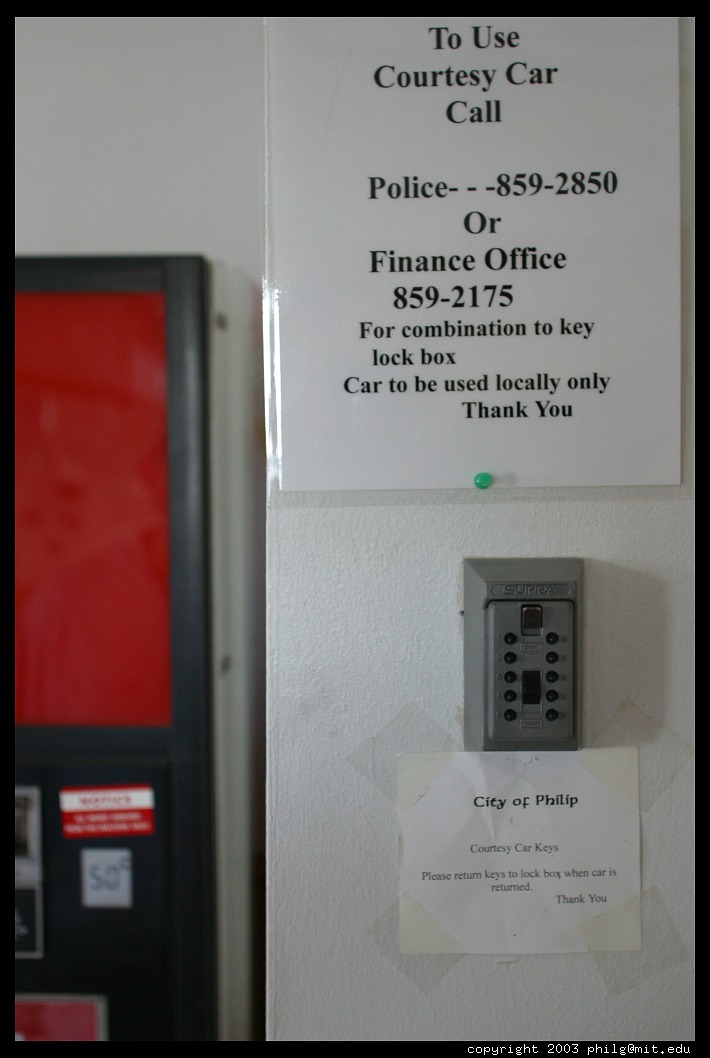 To Use
Courtesy Car
Call
Police- - -859-2850
Or
Finance Office
859-2175
For combination to key
lock box
Car to be used locally only
Thank You
SUPRA
City of Philip
Courtesy Car Keys
Please return keys to lock box when car is
returned.
Thank You
NOTICE
50¢
copyright 2003 philg@mit.edu